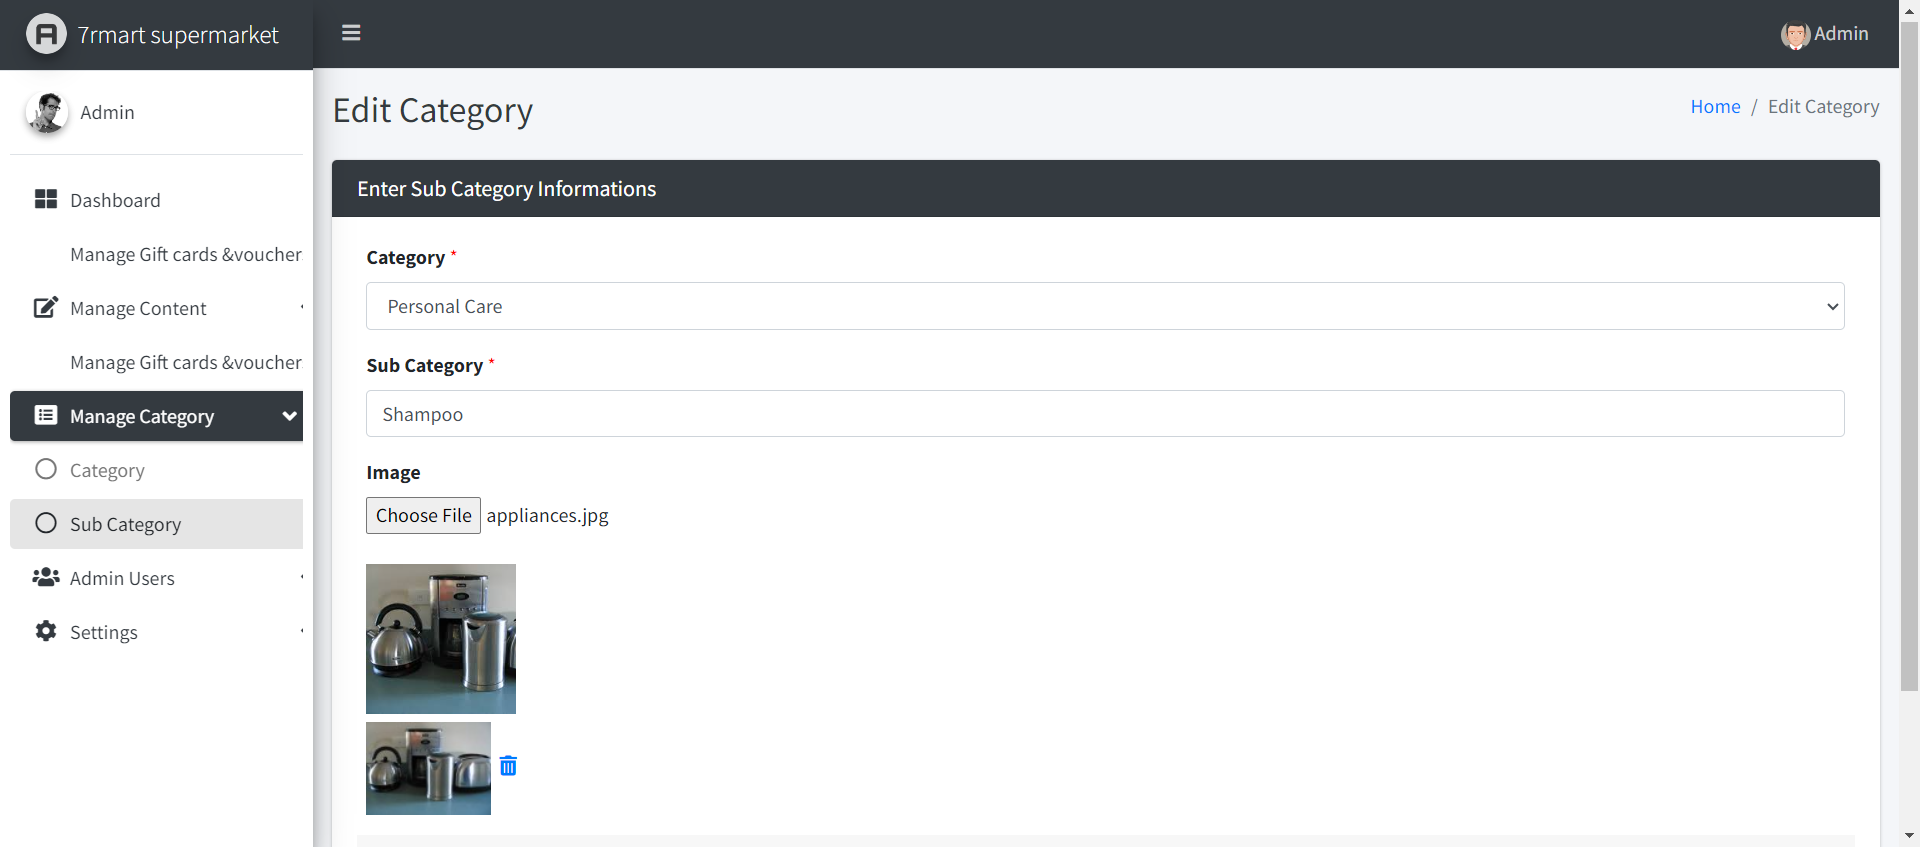 7rmart supermarket
Admin
Admin
Edit Category
Home / Edit Category
Dashboard
Manage Gift cards &voucher
Manage Content
Manage Gift cards &voucher
Manage Category
Category
Sub Category
Admin Users
Settings
Enter Sub Category Informations
Category *
Personal Care
Sub Category *
Shampoo
Image
Choose File appliances.jpg